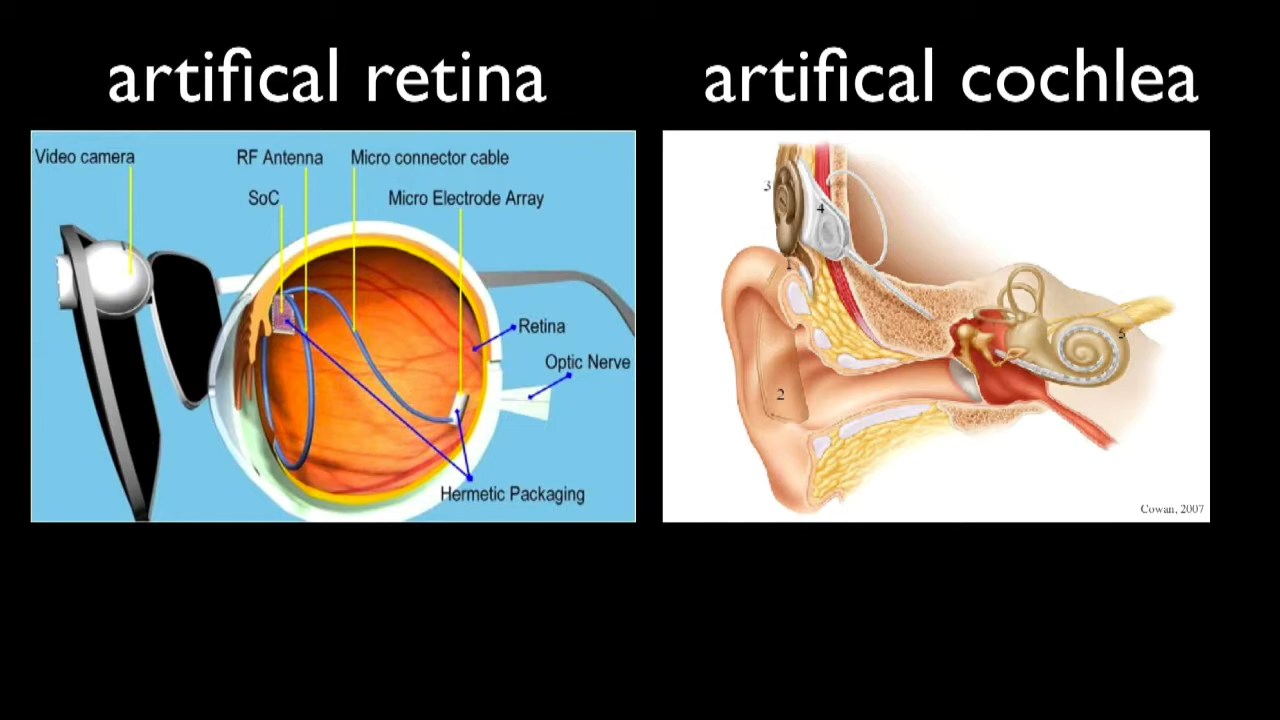 artifical retina
artifical cochlea
Video camera
RF Antenna
Micro connector cable
SoC
Micro Electrode Array
Retina
Optic Nerve
Hermetic Packaging
3
4
1
5
2
Cowan, 2007